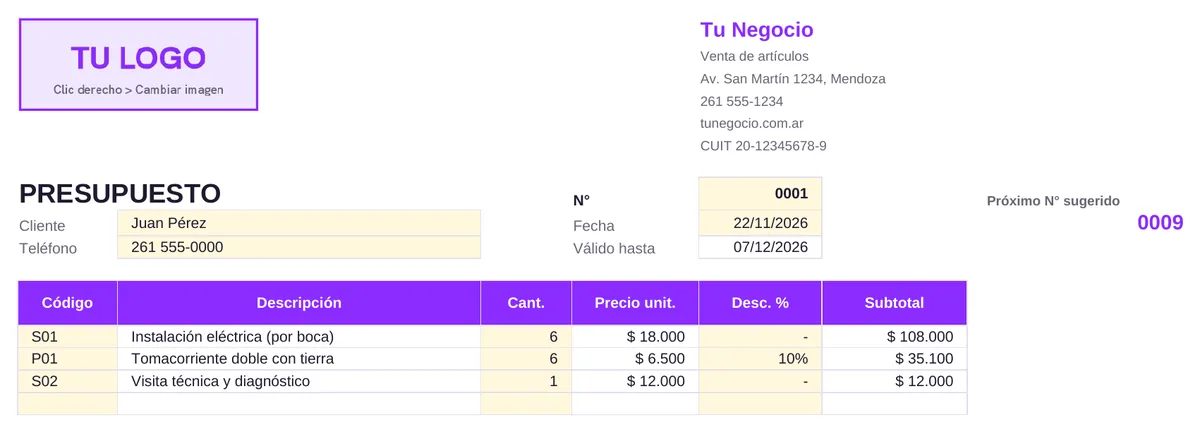 TU LOGO
Clic derecho > Cambiar imagen
Tu Negocio
Venta de artículos
Av. San Martín 1234, Mendoza
261 555-1234
tunegocio.com.ar
CUIT 20-12345678-9
PRESUPUESTO
N° 0001
Próximo N° sugerido
0009
Cliente Juan Pérez
Fecha 22/11/2026
Teléfono 261 555-0000
Válido hasta 07/12/2026
Código Descripción Cant. Precio unit. Desc. % Subtotal
S01 Instalación eléctrica (por boca) 6 $ 18.000 - $ 108.000
P01 Tomacorriente doble con tierra 6 $ 6.500 10% $ 35.100
S02 Visita técnica y diagnóstico 1 $ 12.000 - $ 12.000